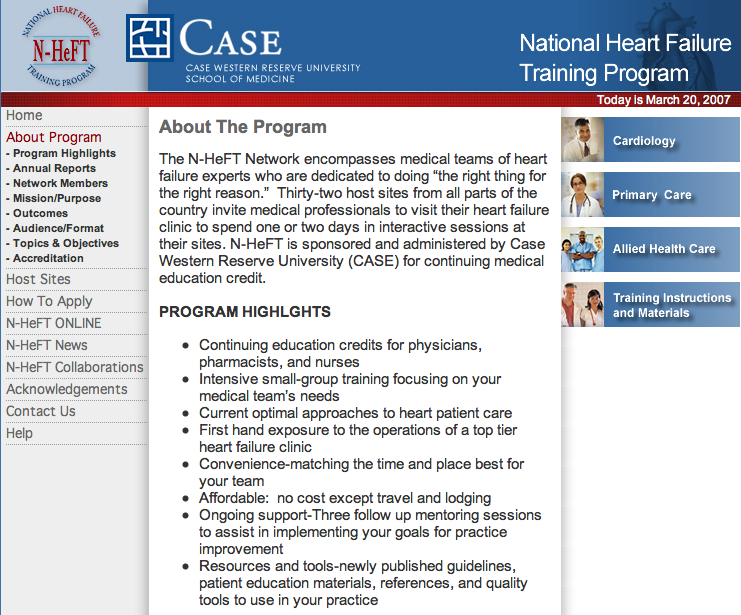 NATIONAL HEART FAILURE
N-HeFT
TRAINING PROGRAM
CASE
CASE WESTERN RESERVE UNIVERSITY
SCHOOL OF MEDICINE
National Heart Failure
Training Program
Today is March 20, 2007
Home
About Program
- Program Highlights
- Annual Reports
- Network Members
- Mission/Purpose
- Outcomes
- Audience/Format
- Topics & Objectives
- Accreditation
Host Sites
How To Apply
N-HeFT ONLINE
N-HeFT News
N-HeFT Collaborations
Acknowledgements
Contact Us
Help
About The Program
The N-HeFT Network encompasses medical teams of heart
failure experts who are dedicated to doing “the right thing for
the right reason.”  Thirty-two host sites from all parts of the
country invite medical professionals to visit their heart failure
clinic to spend one or two days in interactive sessions at
their sites. N-HeFT is sponsored and administered by Case
Western Reserve University (CASE) for continuing medical
education credit.
PROGRAM HIGHLGHTS
• Continuing education credits for physicians,
pharmacists, and nurses
• Intensive small-group training focusing on your
medical team’s needs
• Current optimal approaches to heart patient care
• First hand exposure to the operations of a top tier
heart failure clinic
• Convenience-matching the time and place best for
your team
• Affordable:  no cost except travel and lodging
• Ongoing support-Three follow up mentoring sessions
to assist in implementing your goals for practice
improvement
• Resources and tools-newly published guidelines,
patient education materials, references, and quality
tools to use in your practice
Cardiology
Primary Care
Allied Health Care
Training Instructions
and Materials